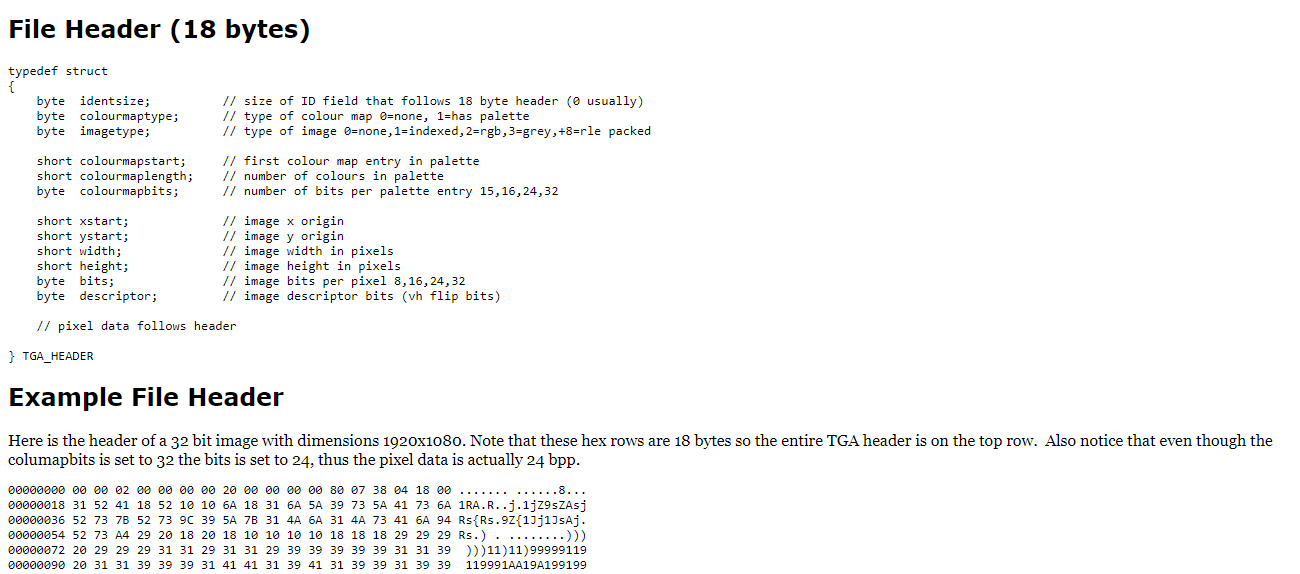 File Header (18 bytes)
typedef struct
{
    byte  identsize;          // size of ID field that follows 18 byte header (0 usually)
    byte  colourmaptype;      // type of colour map 0=none, 1=has palette
    byte  imagetype;          // type of image 0=none,1=indexed,2=rgb,3=grey,+8=rle packed
    short colourmapstart;     // first colour map entry in palette
    short colourmaplength;    // number of colours in palette
    byte  colourmapbits;      // number of bits per palette entry 15,16,24,32
    short xstart;             // image x origin
    short ystart;             // image y origin
    short width;              // image width in pixels
    short height;             // image height in pixels
    byte  bits;               // image bits per pixel 8,16,24,32
    byte  descriptor;         // image descriptor bits (vh flip bits)
    // pixel data follows header
} TGA_HEADER
Example File Header
Here is the header of a 32 bit image with dimensions 1920x1080. Note that these hex rows are 18 bytes so the entire TGA header is on the top row.  Also notice that even though the
columapbits is set to 32 the bits is set to 24, thus the pixel data is actually 24 bpp.
00000000 00 00 02 00 00 00 00 20 00 00 00 00 80 07 38 04 18 00 ....... ......8...
00000018 31 52 41 18 52 10 10 6A 18 31 6A 5A 39 73 5A 41 73 6A 1RA.R..j.1jZ9sZAsj
00000036 52 73 7B 52 73 9C 39 5A 7B 31 4A 6A 31 4A 73 41 6A 94 Rs{Rs.9Z{1Jj1JsAj.
00000054 52 73 A4 29 20 18 20 18 10 10 10 10 18 18 18 29 29 29 Rs.) . ........)))
00000072 20 29 29 29 31 31 29 31 31 29 39 39 39 39 39 31 31 39  )))11)11)99999119
00000090 20 31 31 39 39 39 31 41 41 31 39 41 31 39 39 31 39 39  119991AA19A199199